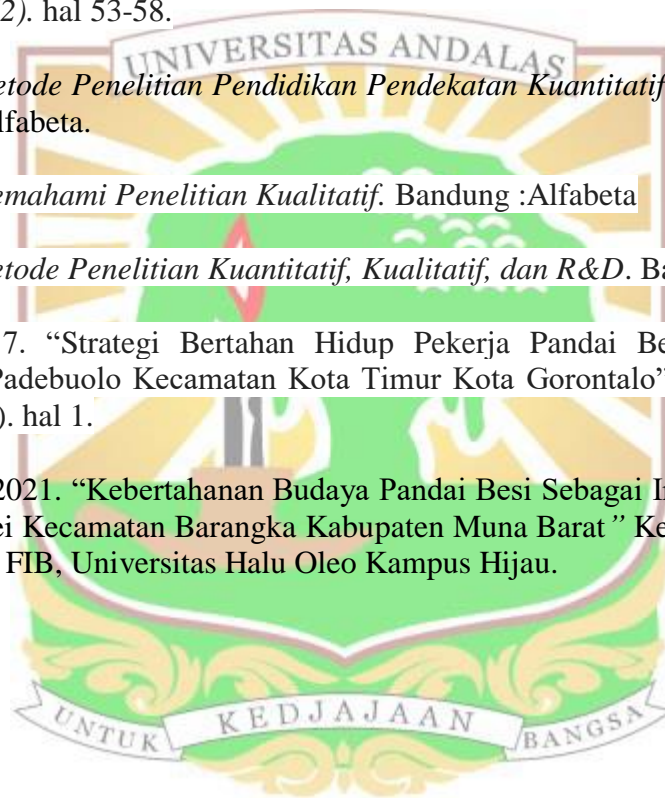 2). hal 53-58.
UNIVERSITAS ANDALAS
etode Penelitian Pendidikan Pendekatan Kuantitatif
lfabeta.
emahami Penelitian Kualitatif. Bandung :Alfabeta
etode Penelitian Kuantitatif, Kualitatif, dan R&D. Ba
7. “Strategi Bertahan Hidup Pekerja Pandai Be
Padebuolo Kecamatan Kota Timur Kota Gorontalo”
). hal 1.
2021. “Kebertahanan Budaya Pandai Besi Sebagai I
ei Kecamatan Barangka Kabupaten Muna Barat” Ke
FIB, Universitas Halu Oleo Kampus Hijau.
UNTUK KEDJAJAAN BANGSA